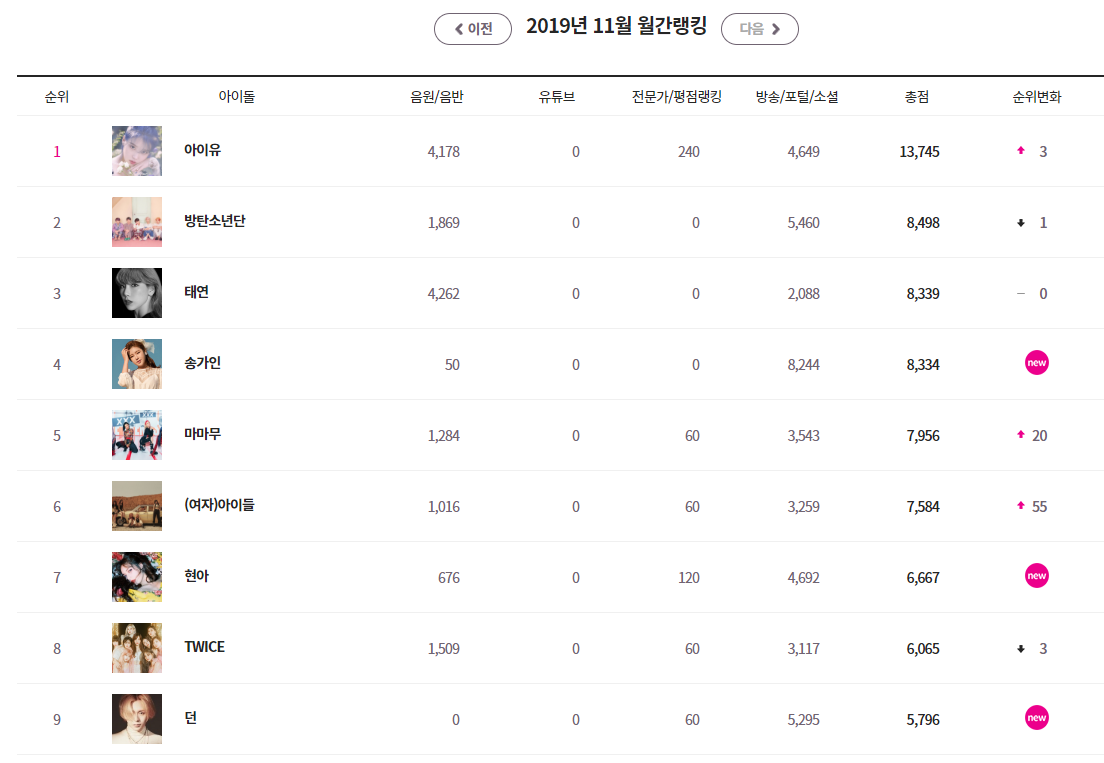 이전 2019년 11월 월간랭킹 다음
순위 아이돌 음원/음반 유튜브 전문가/평점랭킹 방송/포털/소셜 총점 순위변화
1 아이유 4,178 0 240 4,649 13,745 3
2 방탄소년단 1,869 0 0 5,460 8,498 1
3 태연 4,262 0 0 2,088 8,339 0
4 송가인 50 0 0 8,244 8,334 new
5 마마무 1,284 0 60 3,543 7,956 20
6 (여자)아이들 1,016 0 60 3,259 7,584 55
7 현아 676 0 120 4,692 6,667 new
8 TWICE 1,509 0 60 3,117 6,065 3
9 던 0 0 60 5,295 5,796 new